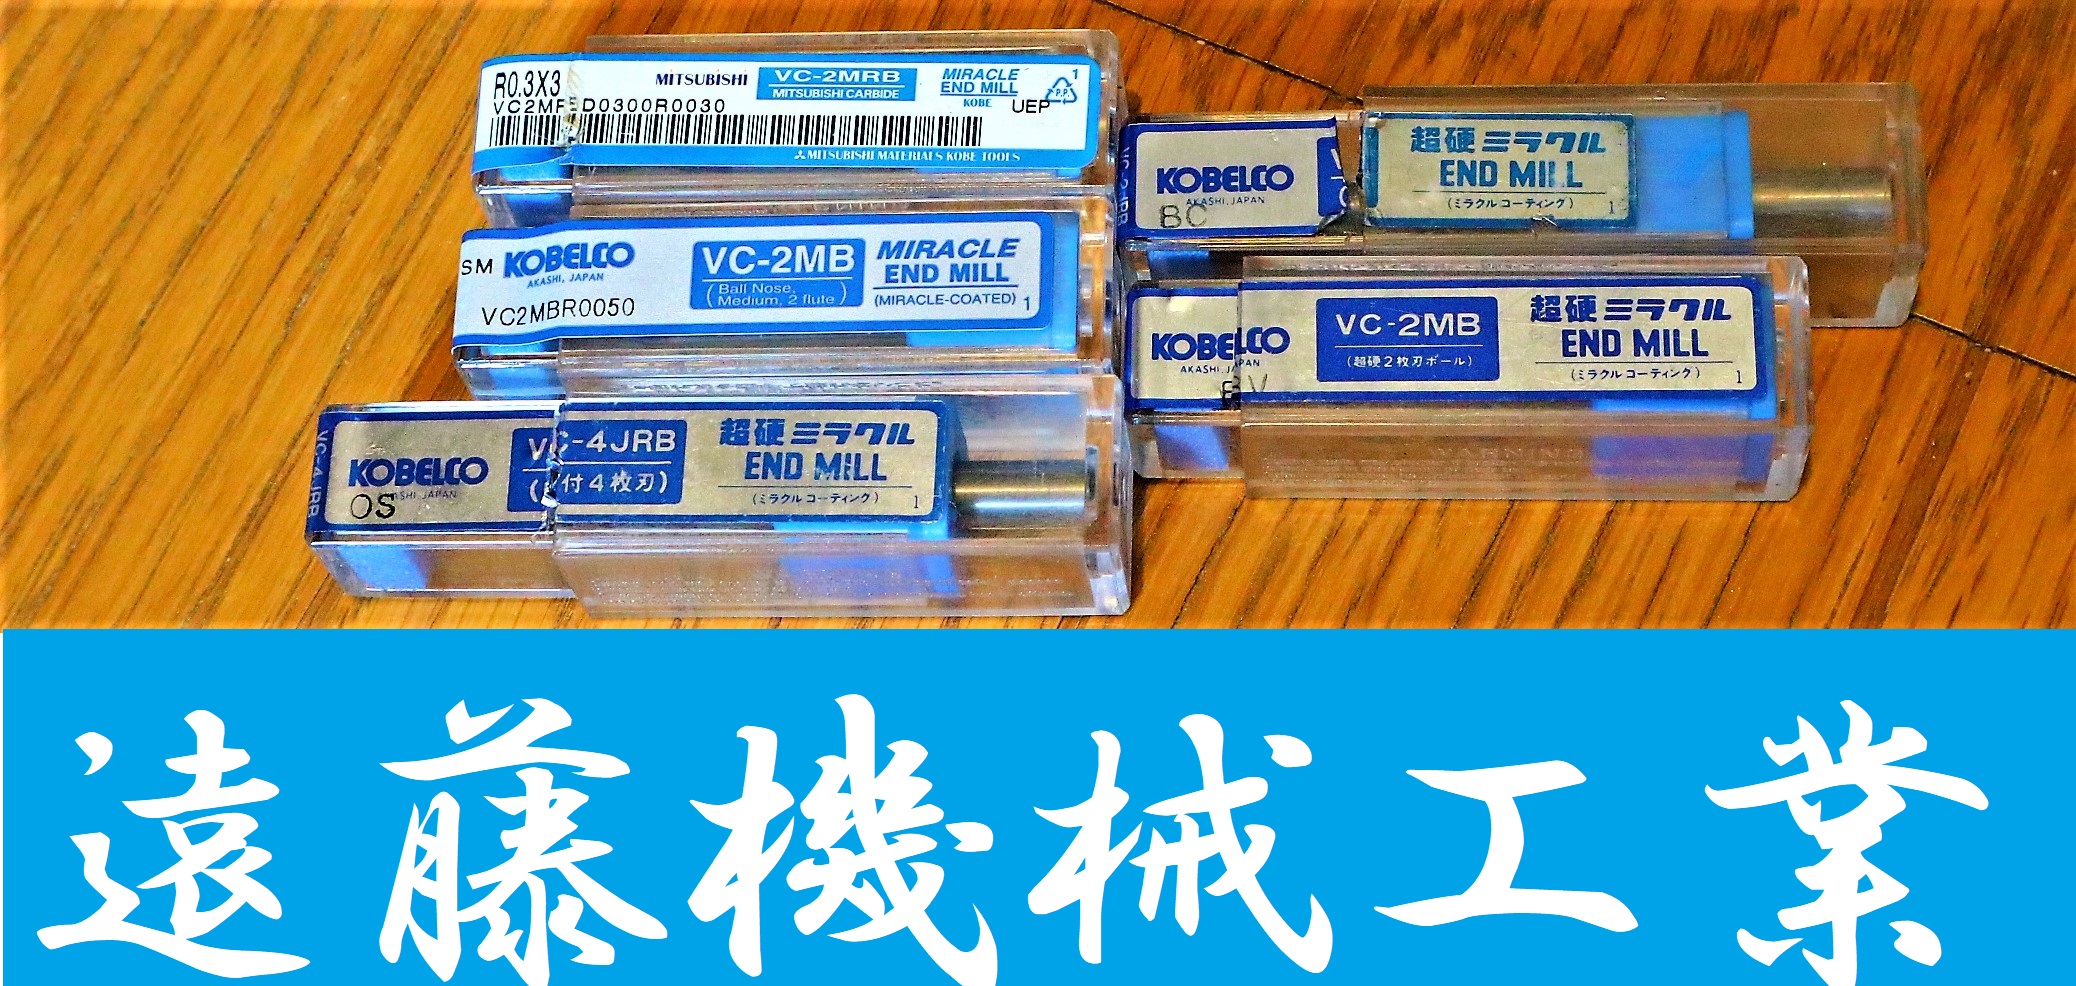 R0.3X3
MITSUBISHI
VC-2MRB
MITSUBISHI CARBIDE
MIRACLE
END MILL
KOBE
UEP
1
P.P.
D0300R0030
MITSUBISHI MATERIALS KOBE TOOLS
SM KOBELCO
AKASHI, JAPAN
VC2MBR0050
VC-2MB
(Ball Nose,
Medium, 2 flute)
MIRACLE
END MILL
(MIRACLE-COATED) 1
VC-4JRB
KOBELCO
OS
VC-4JRB
付4枚刃)
超硬ミラクル
END MILL
(ミラクルコーティング) 1
KOBELCO
AKASHI, JAPAN
BC
超硬ミラクル
END MILL
(ミラクルコーティング) 1
KOBELCO
VC-2MB
(超硬2枚刃ボール)
超硬ミラクル
END MILL
(ミラクルコーティング) 1
遠藤機械工業